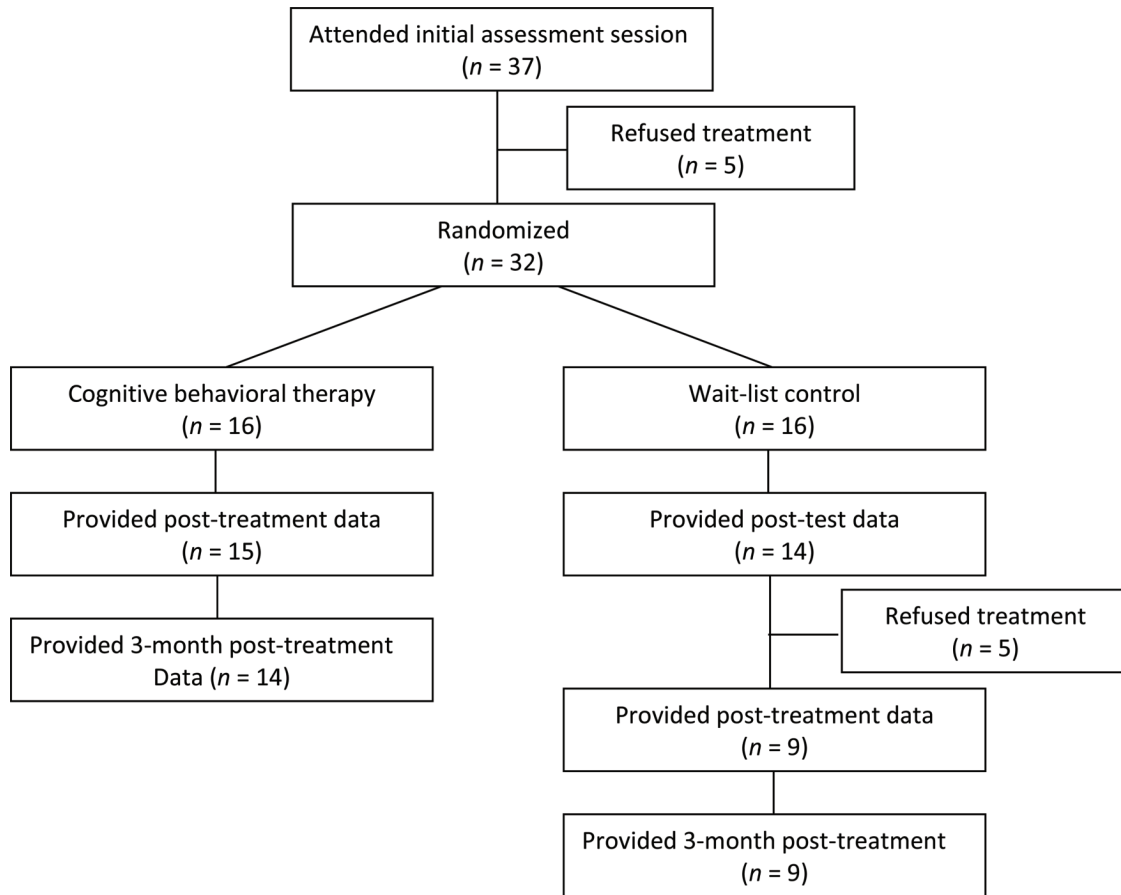 Attended initial assessment session
(n = 37)
Refused treatment
(n = 5)
Randomized
(n = 32)
Cognitive behavioral therapy
(n = 16)
Wait-list control
(n = 16)
Provided post-treatment data
(n = 15)
Provided post-test data
(n = 14)
Provided 3-month post-treatment
Data (n = 14)
Refused treatment
(n = 5)
Provided post-treatment data
(n = 9)
Provided 3-month post-treatment
(n = 9)